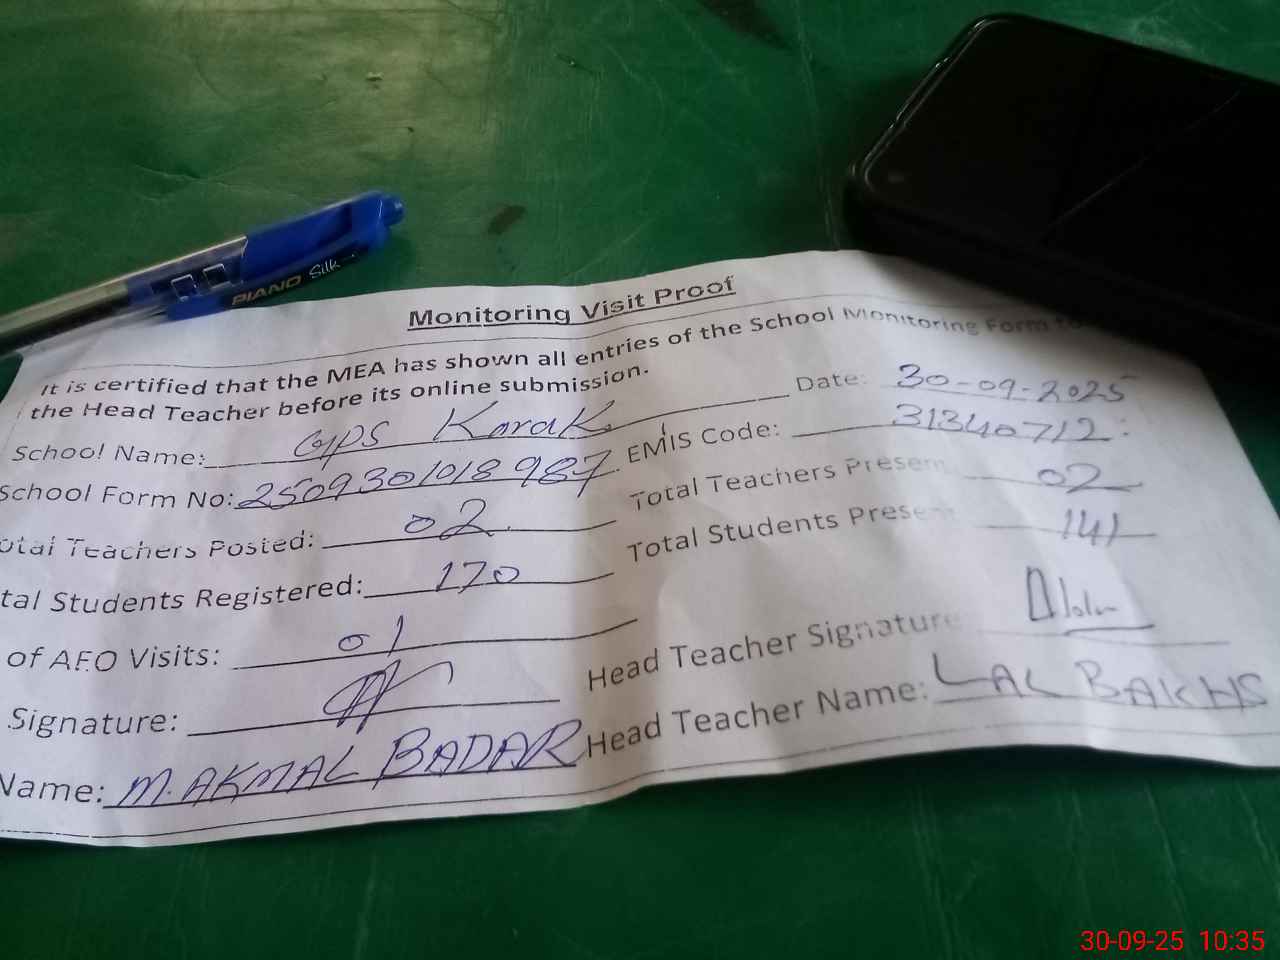 PIANO Silk
Monitoring Visit Proof
It is certified that the MEA has shown all entries of the School Monitoring Form to
the Head Teacher before its online submission.
Date: 30-09-2025
School Name: GPS Karak
EMIS Code: 31340712
School Form No: 2509301018987
Total Teachers Present 02
Total Teachers Posted: 02
Total Students Present 141
tal Students Registered: 170
of AEO Visits: 01
Head Teacher Signature
Signature:
Head Teacher Name: LAL BAKHS
Name: M. AKMAL BADAR
30-09-25 10:35